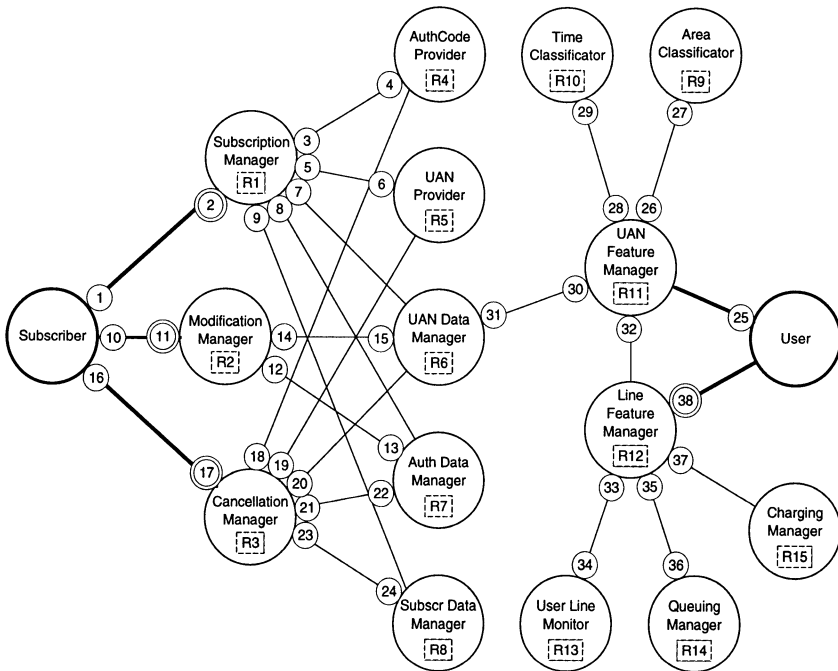 AuthCode
Provider
R4
Time
Classificator
R10
Area
Classificator
R9
4
29
27
3
Subscription
Manager
R1
5
6
UAN
Provider
R5
7
8
9
2
28
26
UAN
Feature
Manager
R11
1
30
31
25
Subscriber
10
11
Modification
Manager
R2
14
15
UAN Data
Manager
R6
32
User
16
12
38
Line
Feature
Manager
R12
13
17
18
19
20
37
Auth Data
Manager
R7
21
22
33
35
Cancellation
Manager
R3
23
Charging
Manager
R15
34
36
24
Subscr Data
Manager
R8
User Line
Monitor
R13
Queuing
Manager
R14